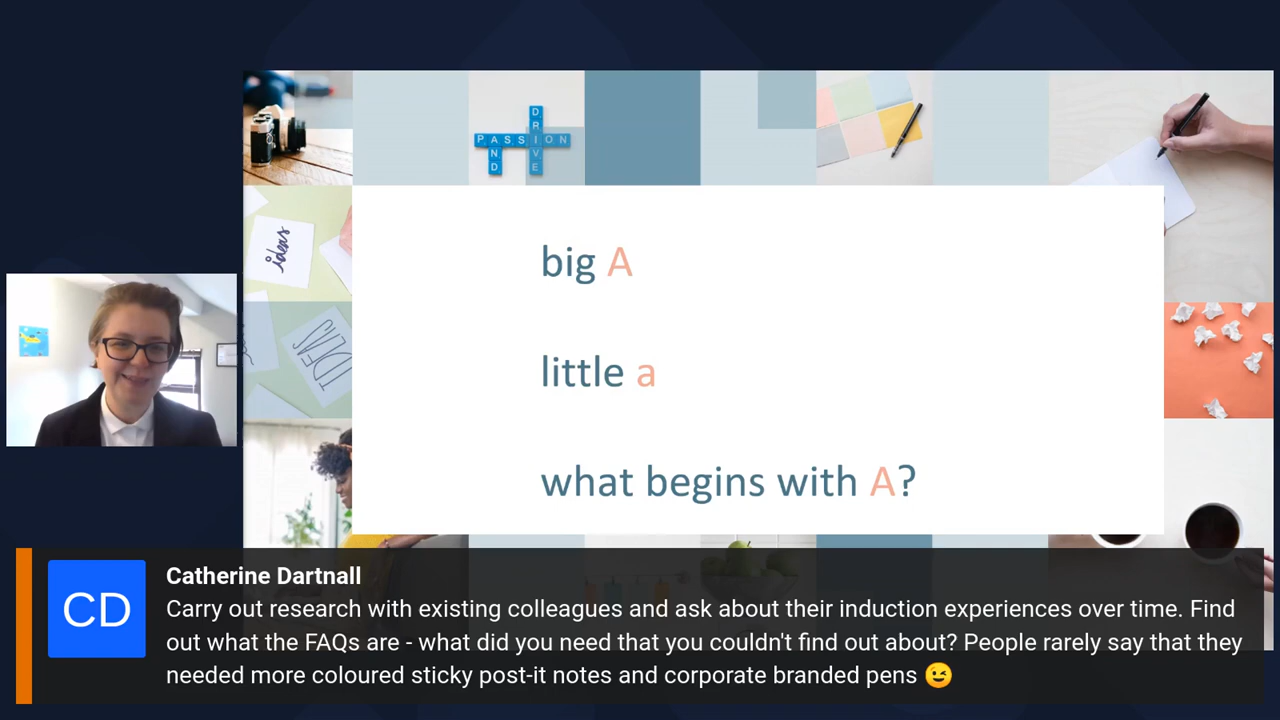 DRIVE
PASSION
AND
ideas
IDEAS
big A
little a
what begins with A?
CD
Catherine Dartnall
Carry out research with existing colleagues and ask about their induction experiences over time. Find
out what the FAQs are - what did you need that you couldn't find out about? People rarely say that they
needed more coloured sticky post-it notes and corporate branded pens 😉